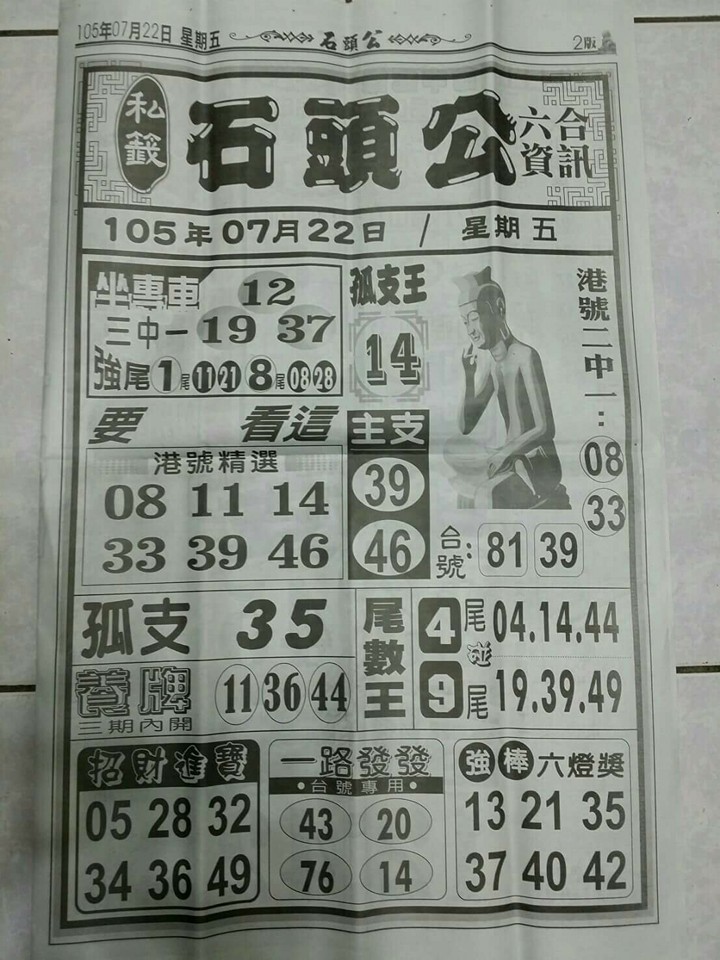 105年07月22日 星期五
石頭公
2版
私籤
石頭公
六合
資訊
105年07月22日 / 星期五
坐專車
三中一
12
19 37
強尾 1尾 11 21 8尾 08 28
孤支王
14
港號二中一：
08
33
要 看這
港號精選
08 11 14
33 39 46
主支
39
46
台號: 81 39
孤支 35
養牌
三期內開
11 36 44
尾數王
4尾 04.14.44
碰
9尾 19.39.49
招財進寶
05 28 32
34 36 49
一路發發
•台號專用•
43 20
76 14
強棒六燈獎
13 21 35
37 40 42